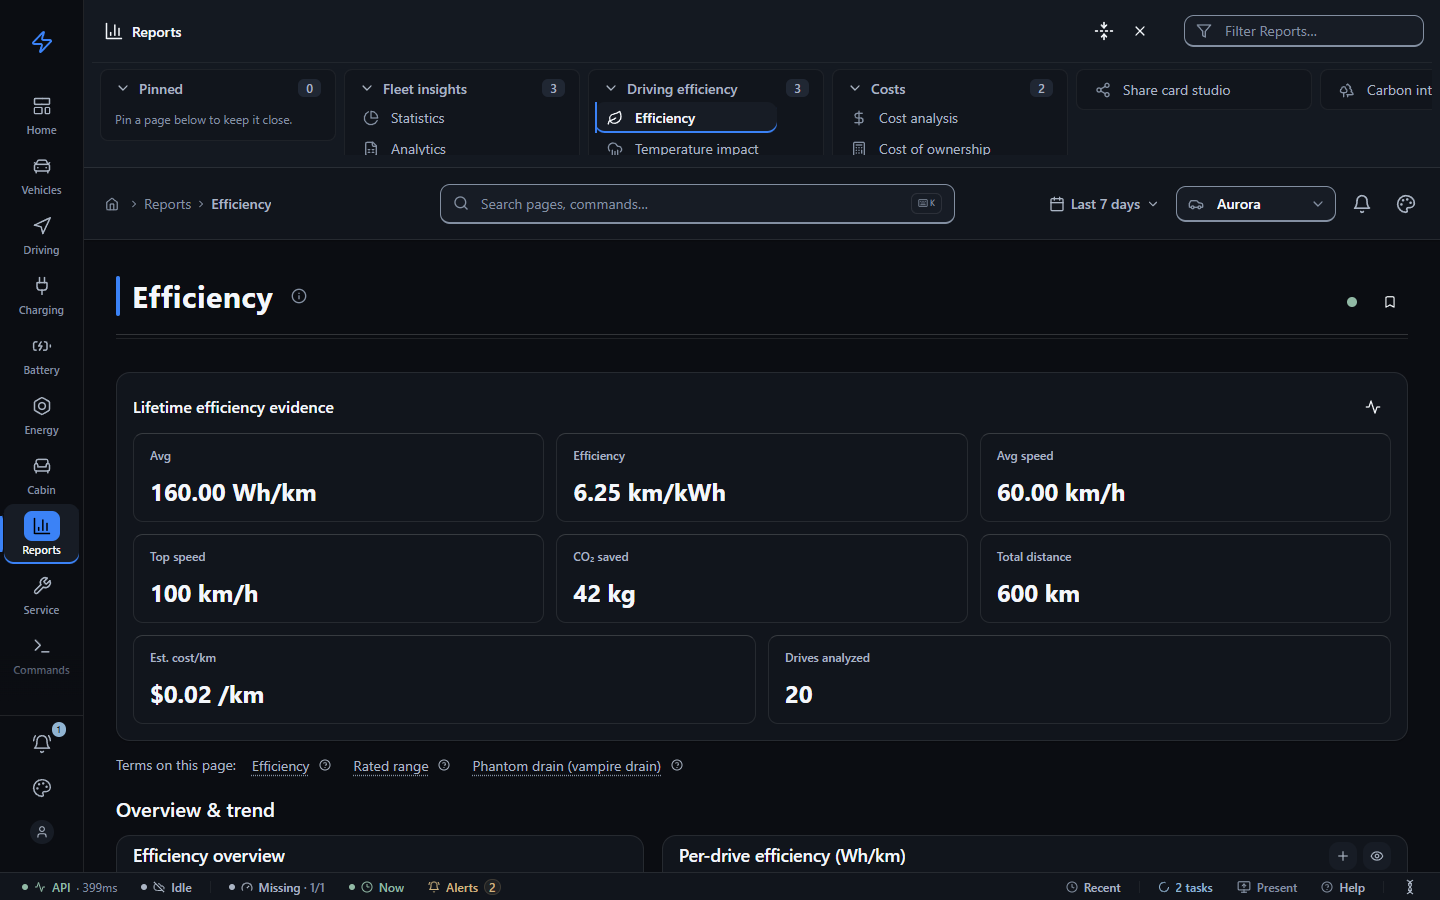 Reports
Filter Reports...
Pinned 0
Pin a page below to keep it close.
Fleet insights 3
Statistics
Analytics
Driving efficiency 3
Efficiency
Temperature impact
Costs 2
Cost analysis
Cost of ownership
Share card studio
Carbon int
Home
Vehicles
Driving
Charging
Battery
Energy
Cabin
Reports
Service
Commands
1
Reports
Efficiency
Search pages, commands...
K
Last 7 days
Aurora
Efficiency
Lifetime efficiency evidence
Avg
160.00 Wh/km
Efficiency
6.25 km/kWh
Avg speed
60.00 km/h
Top speed
100 km/h
CO₂ saved
42 kg
Total distance
600 km
Est. cost/km
$0.02 /km
Drives analyzed
20
Terms on this page: Efficiency Rated range Phantom drain (vampire drain)
Overview & trend
Efficiency overview
Per-drive efficiency (Wh/km)
API · 399ms Idle Missing · 1/1 Now Alerts 2 Recent 2 tasks Present Help